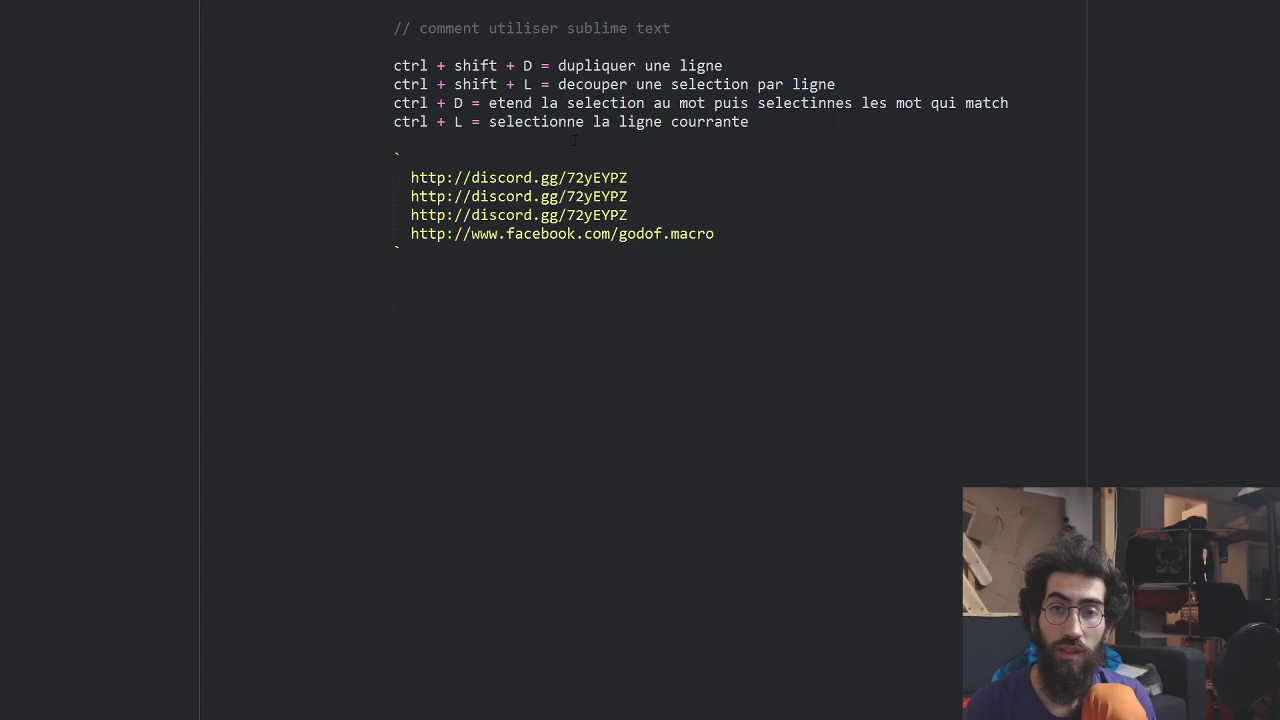 // comment utiliser sublime text
ctrl + shift + D = dupliquer une ligne
ctrl + shift + L = decouper une selection par ligne
ctrl + D = etend la selection au mot puis selectinnes les mot qui match
ctrl + L = selectionne la ligne courrante
`
http://discord.gg/72yEYPZ
http://discord.gg/72yEYPZ
http://discord.gg/72yEYPZ
http://www.facebook.com/godof.macro
`